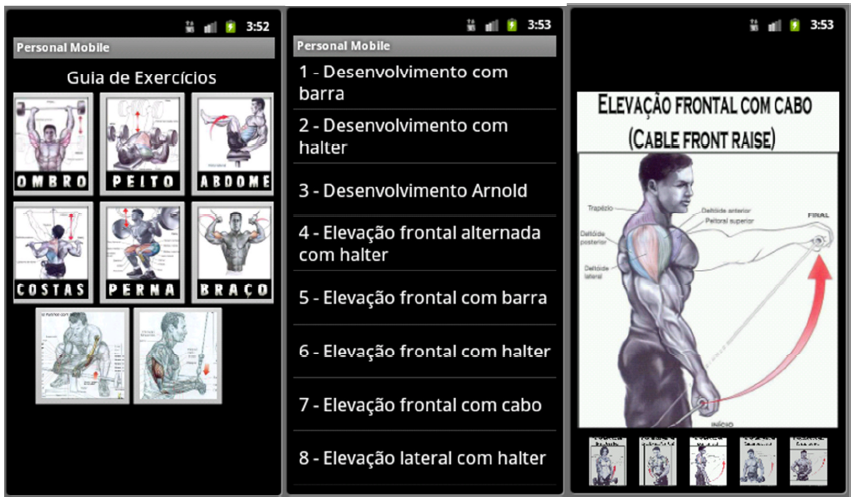 3:52
Personal Mobile
Guia de Exercícios
OMBRO
PEITO
ABDOME
COSTAS
PERNA
BRAÇO
3:53
Personal Mobile
1 - Desenvolvimento com
barra
2 - Desenvolvimento com
halter
3 - Desenvolvimento Arnold
4 - Elevação frontal alternada
com halter
5 - Elevação frontal com barra
6 - Elevação frontal com halter
7 - Elevação frontal com cabo
8 - Elevação lateral com halter
3:53
ELEVAÇÃO FRONTAL COM CABO
(CABLE FRONT RAISE)
Trapézio
Deltóide anterior
Peitoral superior
FINAL
Deltóide
posterior
Deltóide
lateral
INÍCIO